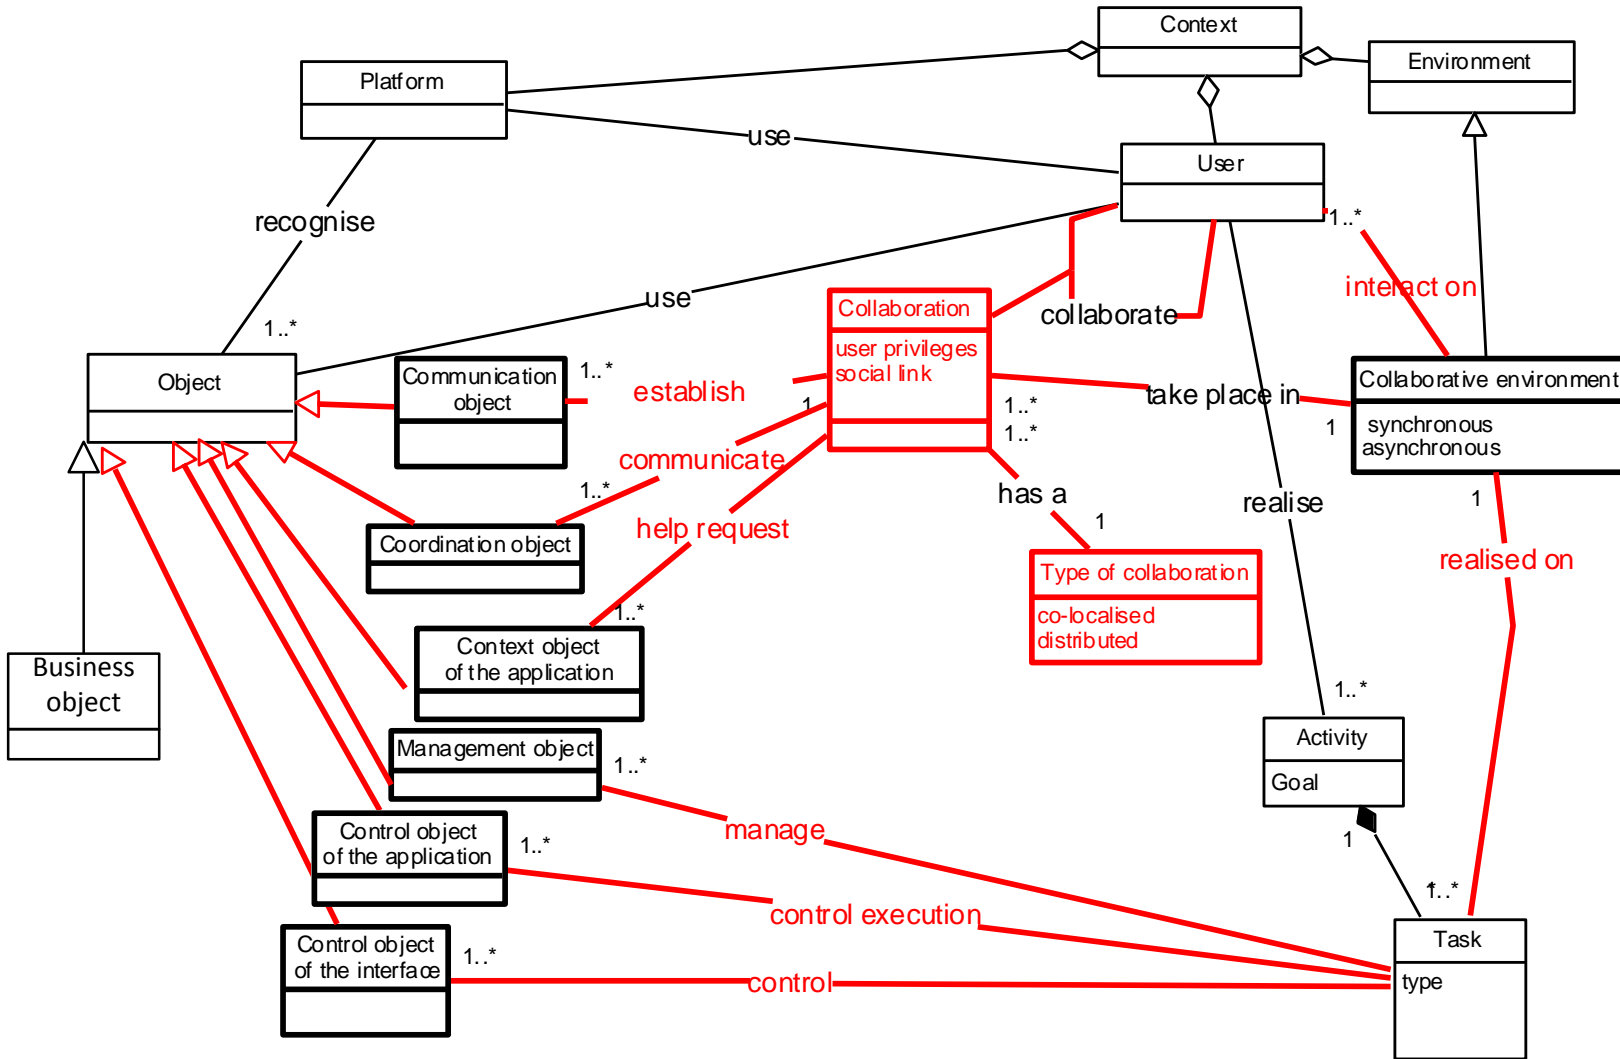 Context
Environment
Platform
use
User
recognise
1..*
use
interact on
Collaboration
collaborate
1..*
Object
Communication
object
1..*
establish
user privileges
social link
take place in
Collaborative environment
1
1..*
1..*
1
synchronous
asynchronous
communicate
1..*
has a
realise
1
help request
1
Coordination object
realised on
Type of collaboration
1..*
co-localised
distributed
Context object
of the application
Business
object
1..*
Activity
Management object
1..*
Goal
manage
1
Control object
of the application
1..*
1..*
control execution
Task
Control object
of the interface
1..*
control
type